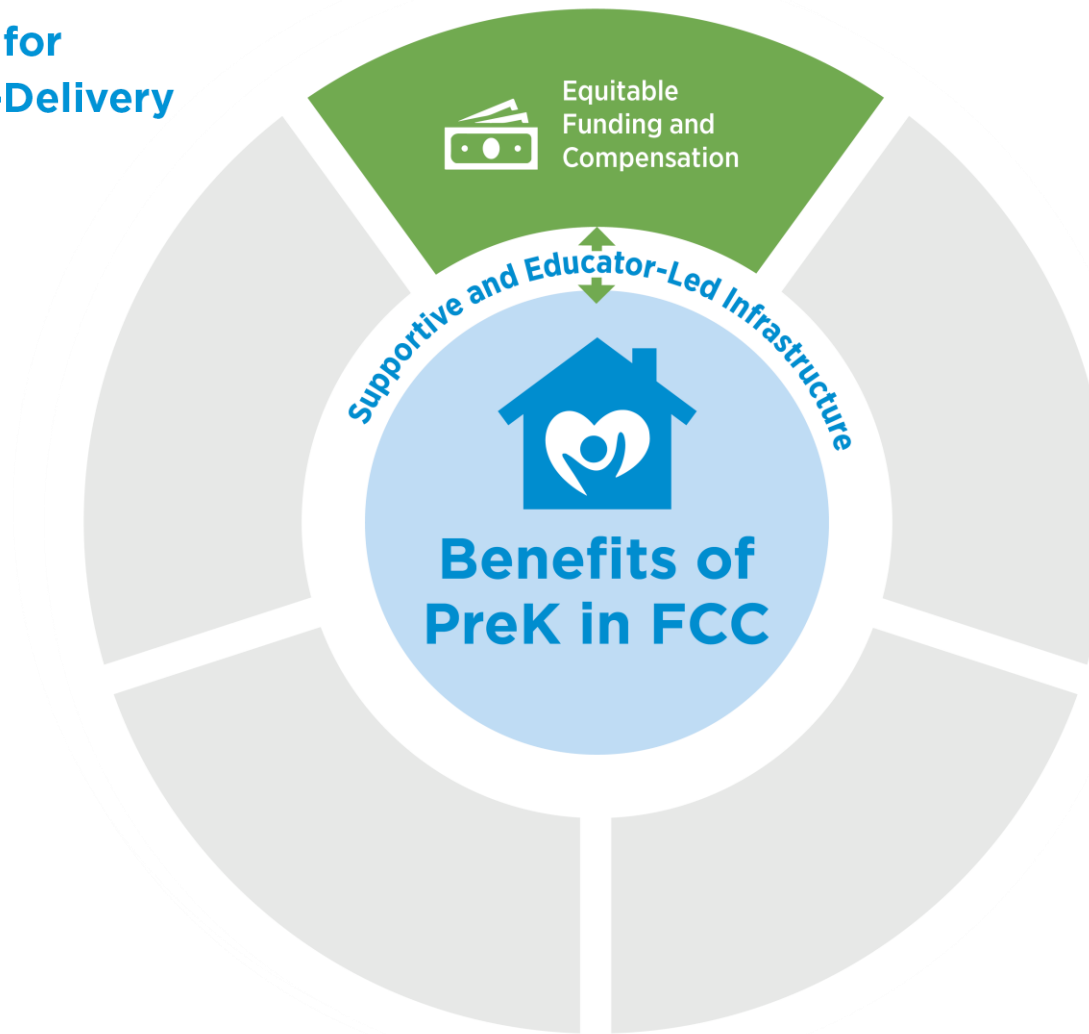 for
-Delivery
Equitable
Funding and
Compensation
Supportive and Educator-Led Infrastructure
Benefits of
PreK in FCC